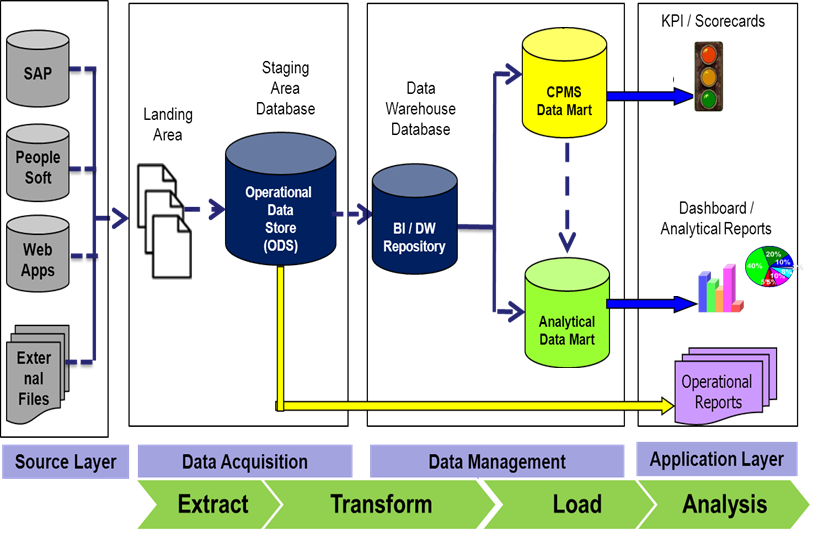 KPI / Scorecards
SAP
People
Soft
Web
Apps
Exter
nal
Files
Landing
Area
Staging
Area
Database
Operational
Data
Store
(ODS)
Data
Warehouse
Database
BI / DW
Repository
CPMS
Data Mart
Analytical
Data Mart
Dashboard /
Analytical Reports
20%
10%
40%
10%
Operational
Reports
Source Layer
Data Acquisition
Data Management
Application Layer
Extract
Transform
Load
Analysis